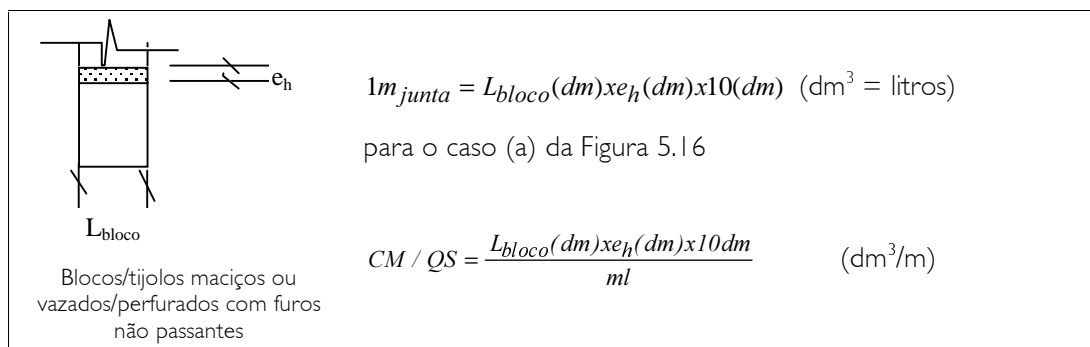 e_h
L_bloco
Blocos/tijolos maciços ou
vazados/perfurados com furos
não passantes
1m_junta = L_bloco(dm)xe_h(dm)x10(dm) (dm³ = litros)
para o caso (a) da Figura 5.16
CM / QS = \frac{L_bloco(dm)xe_h(dm)x10dm}{ml} (dm³/m)